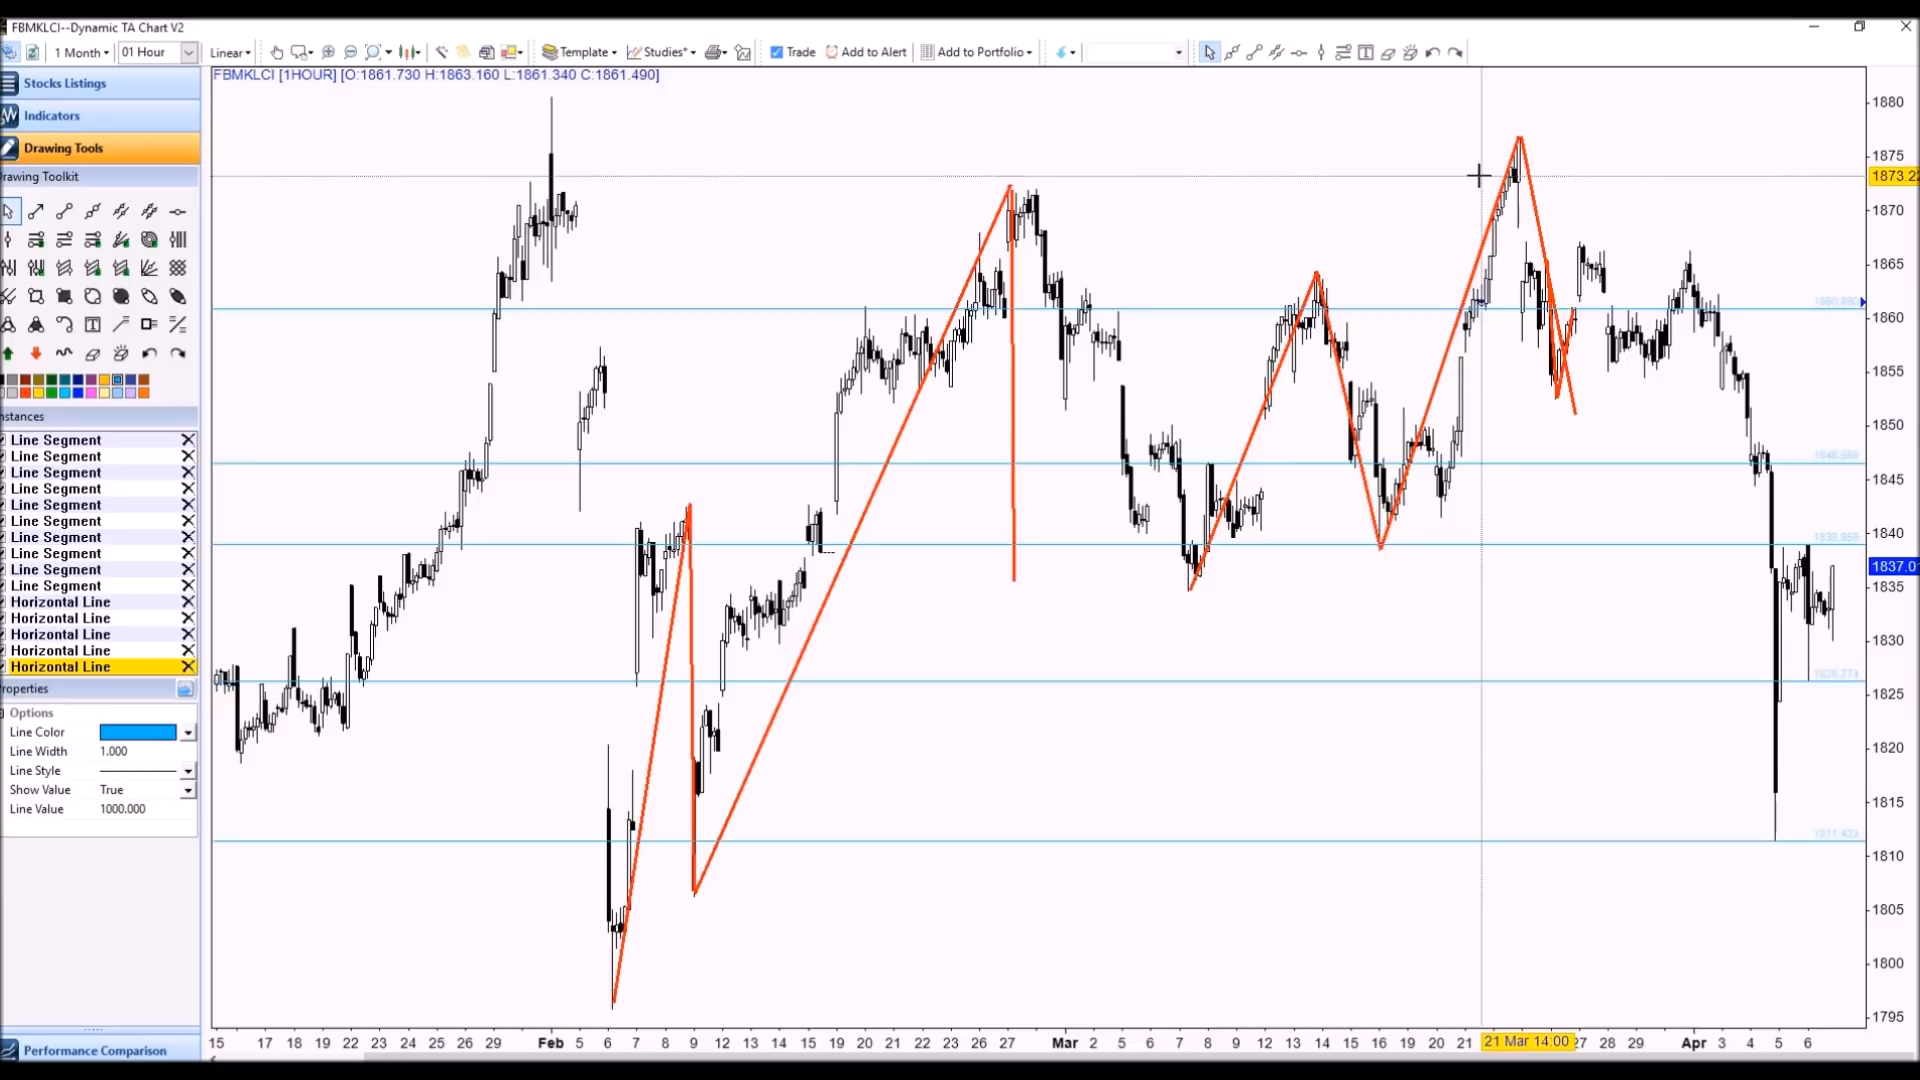 FBMKLCI--Dynamic TA Chart V2
1 Month 01 Hour Linear Template Studies* Trade Add to Alert Add to Portfolio
FBMKLCI [1HOUR] [O:1861.730 H:1863.160 L:1861.340 C:1861.490]
Stocks Listings
Indicators
Drawing Tools
rawing Toolkit
nstances
Line Segment
Line Segment
Line Segment
Line Segment
Line Segment
Line Segment
Line Segment
Line Segment
Line Segment
Line Segment
Horizontal Line
Horizontal Line
Horizontal Line
Horizontal Line
Horizontal Line
roperties
Options
Line Color
Line Width 1.000
Line Style
Show Value True
Line Value 1000.000
Performance Comparison
1880
1875
1873.22
1870
1865
1860
1855
1850
1845
1840
1837.0
1835
1830
1825
1820
1815
1810
1805
1800
1795
1838.959
1811.423
15 17 18 19 22 23 24 25 26 29 Feb 5 6 7 8 9 12 13 14 15 19 20 21 22 23 26 27 Mar 2 5 6 7 8 9 12 13 14 15 16 19 20 21 21 Mar 14:00 27 28 29 Apr 3 4 5 6